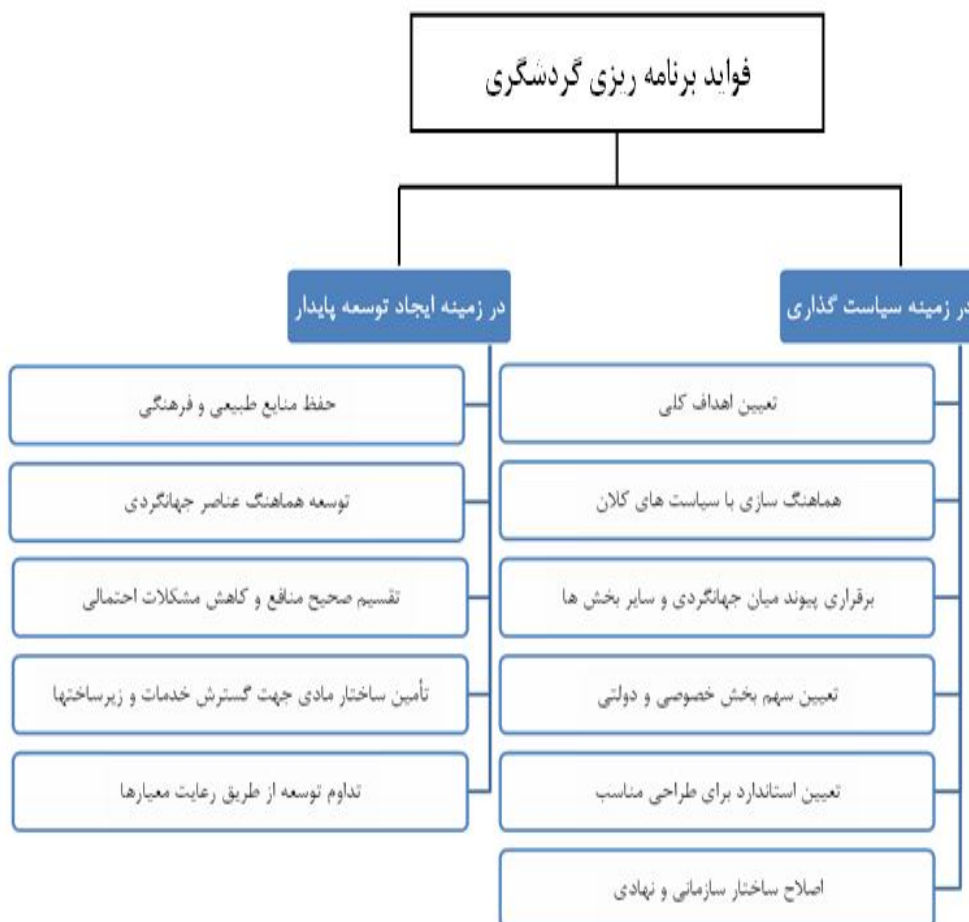 فواید برنامه ریزی گردشگری
در زمینه سیاست گذاری
تعیین اهداف کلی
هماهنگ سازی با سیاست های کلان
برقراری پیوند میان جهانگردی و سایر بخش ها
تعیین سهم بخش خصوصی و دولتی
تعیین استاندارد برای طراحی مناسب
اصلاح ساختار سازمانی و نهادی
در زمینه ایجاد توسعه پایدار
حفظ منابع طبیعی و فرهنگی
توسعه هماهنگ عناصر جهانگردی
تقسیم صحیح منافع و کاهش مشکلات احتمالی
تأمین ساختار مادی جهت گسترش خدمات و زیرساختها
تداوم توسعه از طریق رعایت معیارها